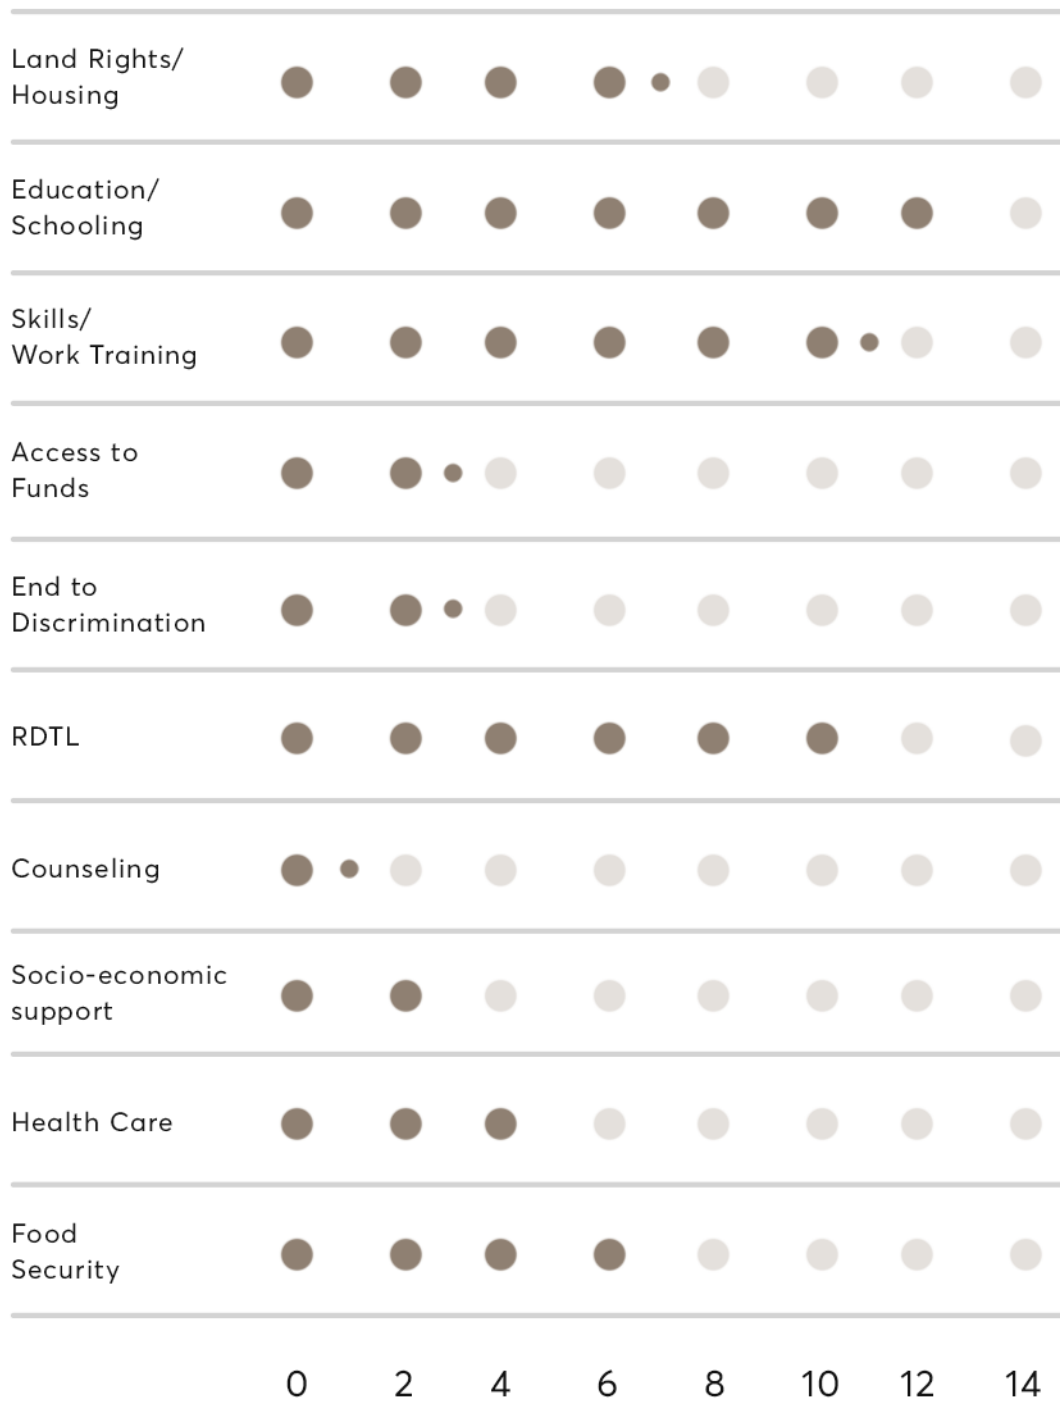 Land Rights/
Housing
Education/
Schooling
Skills/
Work Training
Access to
Funds
End to
Discrimination
RDTL
Counseling
Socio-economic
support
Health Care
Food
Security
0 2 4 6 8 10 12 14